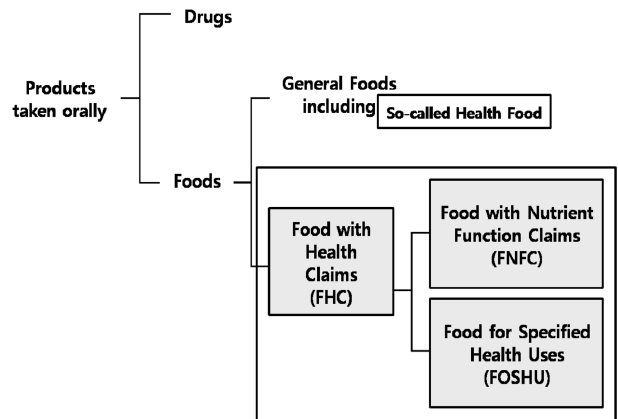 Drugs
Products
taken orally
General Foods
including
So-called Health Food
Foods
Food with
Health
Claims
(FHC)
Food with Nutrient
Function Claims
(FNFC)
Food for Specified
Health Uses
(FOSHU)